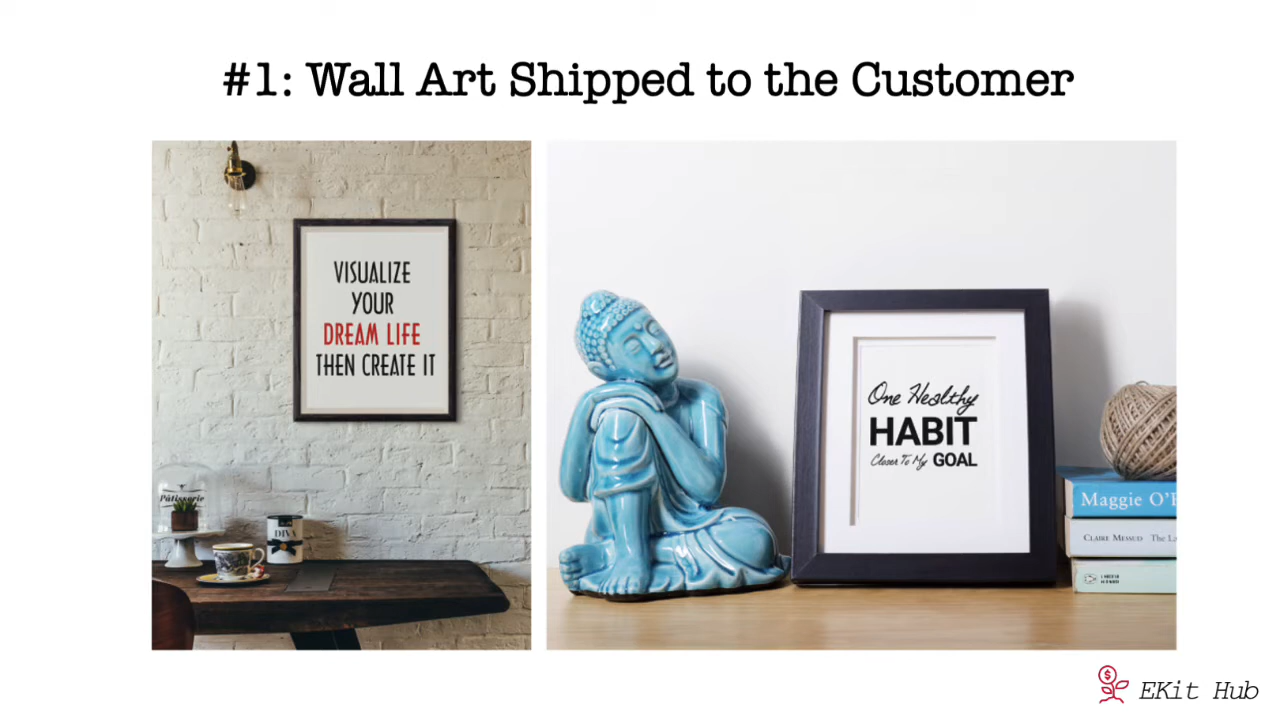 #1: Wall Art Shipped to the Customer
VISUALIZE
YOUR
DREAM LIFE
THEN CREATE IT
Pâtisserie
DIVA
One Healthy
HABIT
Closer To My GOAL
Maggie O'
CLAIRE MESSUD The
EKit Hub